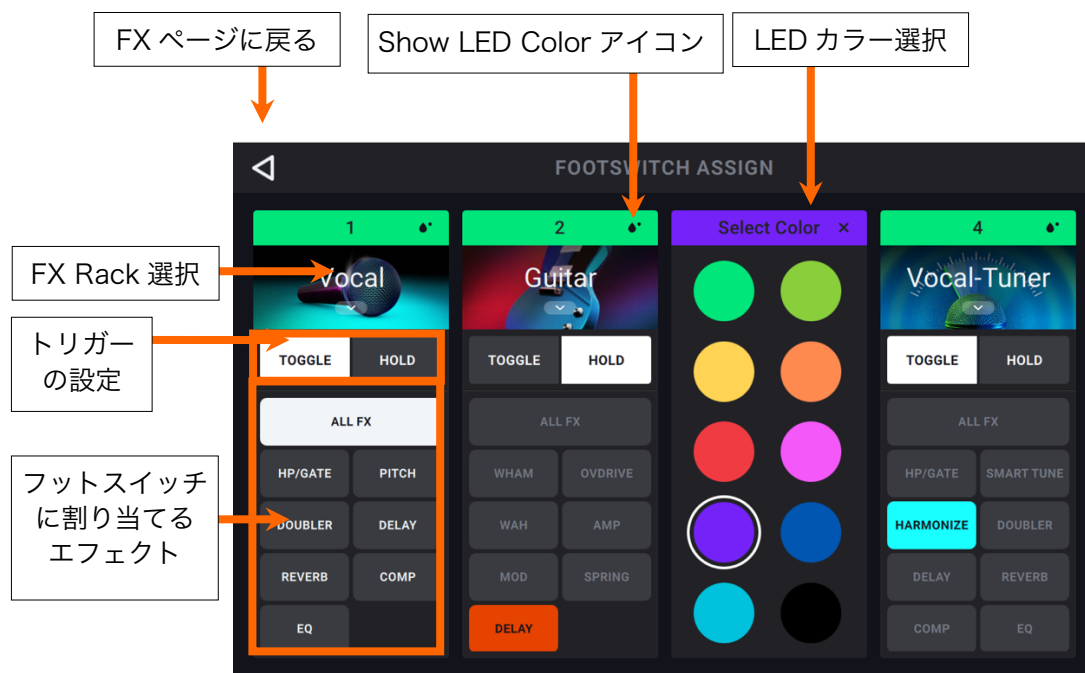 FX ページに戻る
Show LED Color アイコン
LED カラー選択
FOOTSWITCH ASSIGN
FX Rack 選択
トリガー
の設定
フットスイッチ
に割り当てる
エフェクト
1
Vocal
TOGGLE HOLD
ALL FX
HP/GATE PITCH
DOUBLER DELAY
REVERB COMP
EQ
2
Guitar
TOGGLE HOLD
ALL FX
WHAM OVDRIVE
WAH AMP
MOD SPRING
DELAY
Select Color ×
4
Vocal-Tuner
TOGGLE HOLD
ALL FX
HP/GATE SMART TUNE
HARMONIZE DOUBLER
DELAY REVERB
COMP EQ